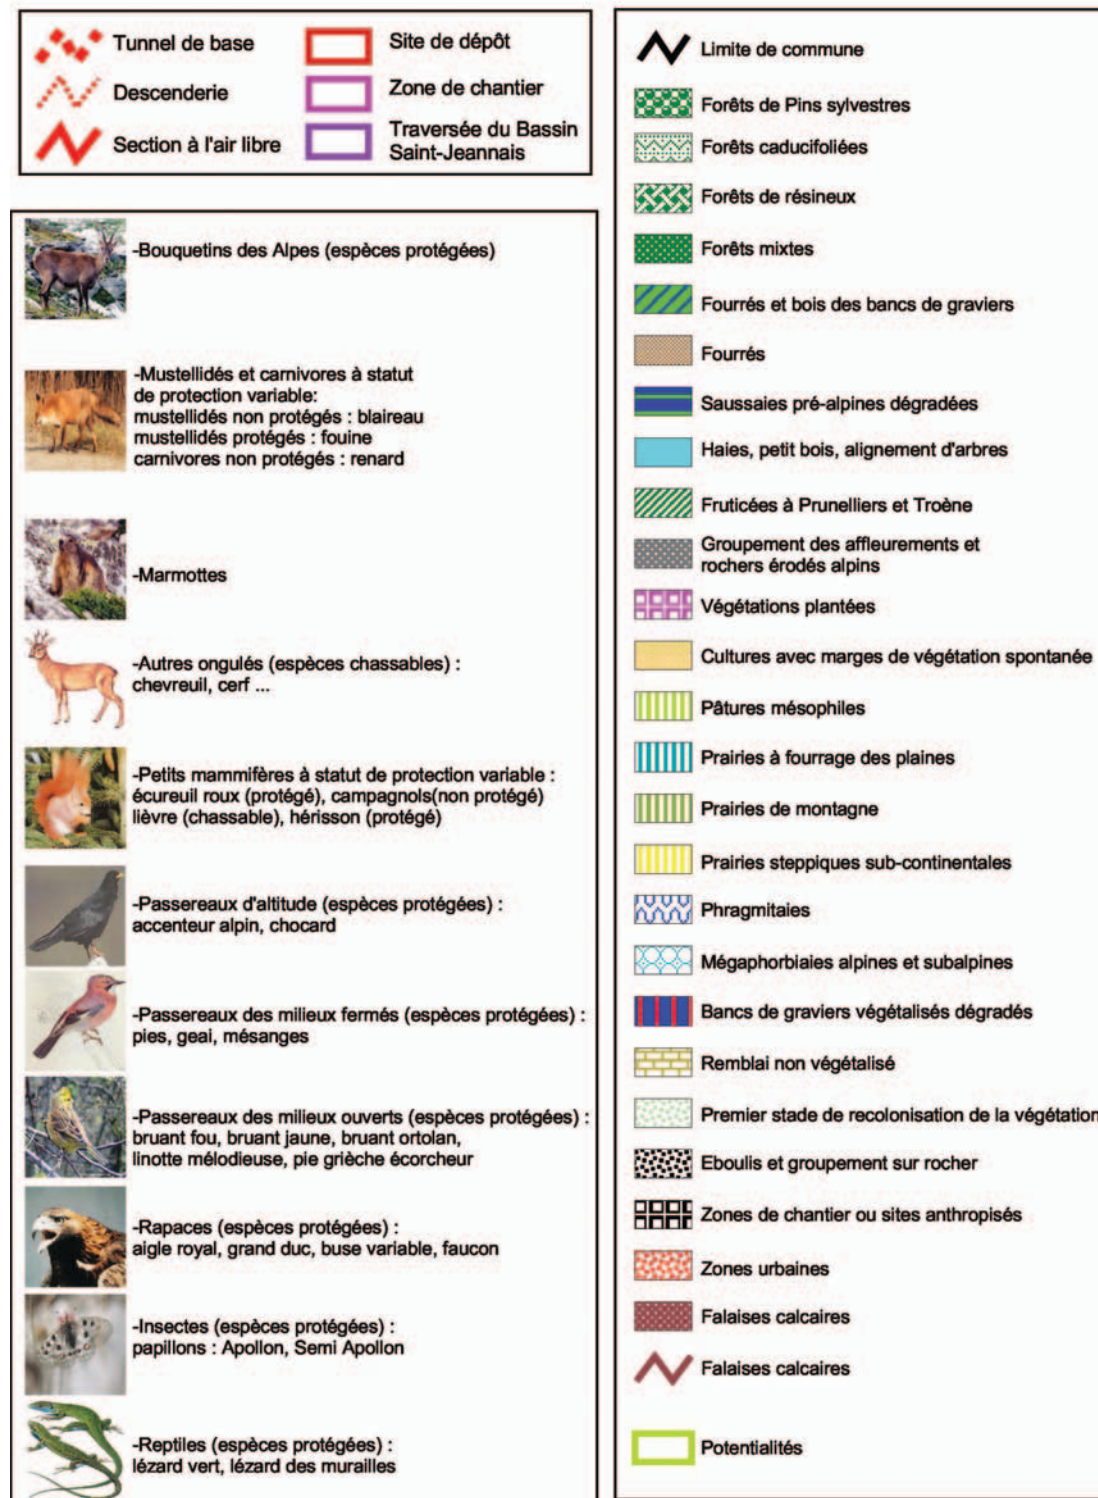 Tunnel de base
Descenderie
Section à l'air libre
Site de dépôt
Zone de chantier
Traversée du Bassin
Saint-Jeannais
-Bouquetins des Alpes (espèces protégées)
-Mustellidés et carnivores à statut
de protection variable:
mustellidés non protégés : blaireau
mustellidés protégés : fouine
carnivores non protégés : renard
-Marmottes
-Autres ongulés (espèces chassables) :
chevreuil, cerf ...
-Petits mammifères à statut de protection variable :
écureuil roux (protégé), campagnols(non protégé)
lièvre (chassable), hérisson (protégé)
-Passereaux d'altitude (espèces protégées) :
accenteur alpin, chocard
-Passereaux des milieux fermés (espèces protégées) :
pies, geai, mésanges
-Passereaux des milieux ouverts (espèces protégées) :
bruant fou, bruant jaune, bruant ortolan,
linotte mélodieuse, pie grièche écorcheur
-Rapaces (espèces protégées) :
aigle royal, grand duc, buse variable, faucon
-Insectes (espèces protégées) :
papillons : Apollon, Semi Apollon
-Reptiles (espèces protégées) :
lézard vert, lézard des murailles
Limite de commune
Forêts de Pins sylvestres
Forêts caducifoliées
Forêts de résineux
Forêts mixtes
Fourrés et bois des bancs de graviers
Fourrés
Saussaies pré-alpines dégradées
Haies, petit bois, alignement d'arbres
Fruticées à Prunelliers et Troène
Groupement des affleurements et
rochers érodés alpins
Végétations plantées
Cultures avec marges de végétation spontanée
Pâtures mésophiles
Prairies à fourrage des plaines
Prairies de montagne
Prairies steppiques sub-continentales
Phragmitaies
Mégaphorbiaies alpines et subalpines
Bancs de graviers végétalisés dégradés
Remblai non végétalisé
Premier stade de recolonisation de la végétation
Eboulis et groupement sur rocher
Zones de chantier ou sites anthropisés
Zones urbaines
Falaises calcaires
Falaises calcaires
Potentialités